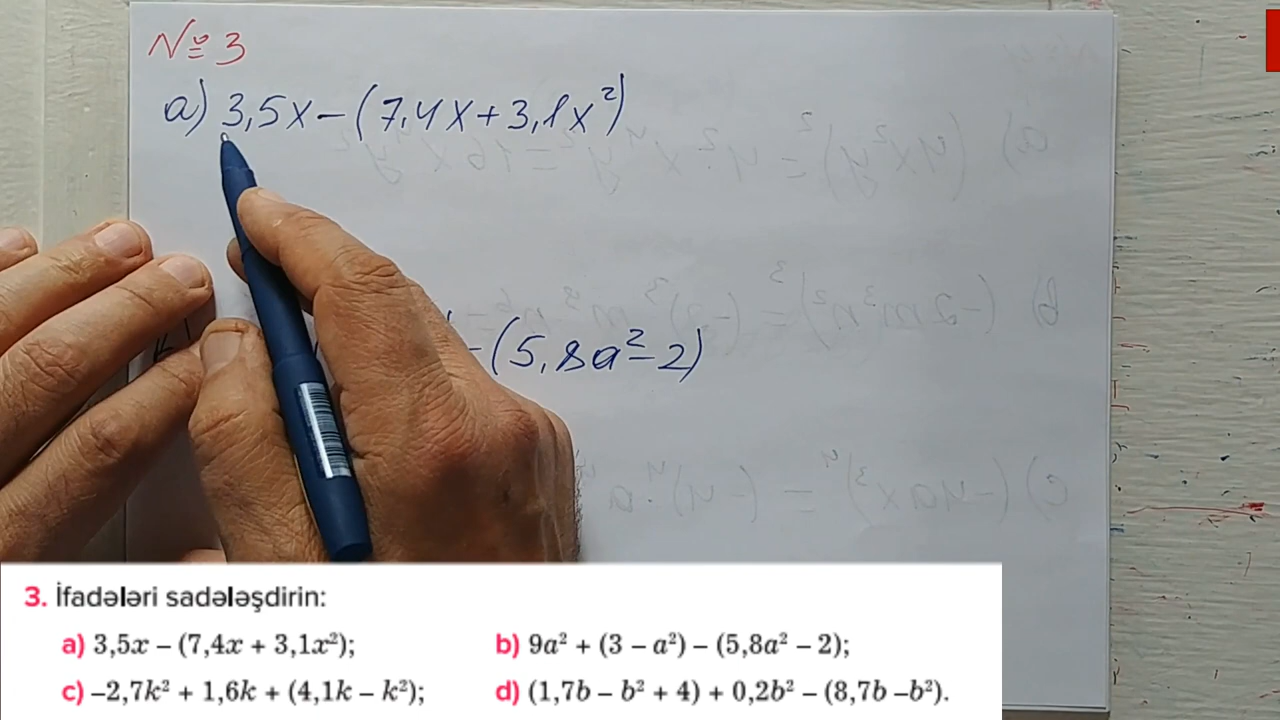 № 3
a) 3,5x − (7,4x + 3,1x²)
− (5,8a² − 2)
3. İfadələri sadələşdirin:
a) 3,5x – (7,4x + 3,1x²); b) 9a² + (3 – a²) – (5,8a² – 2);
c) –2,7k² + 1,6k + (4,1k – k²); d) (1,7b – b² + 4) + 0,2b² – (8,7b –b²).